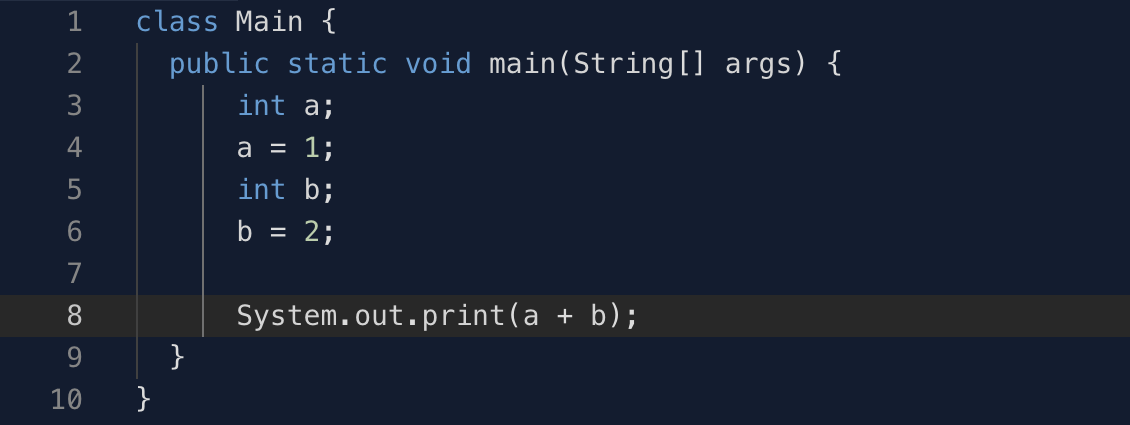 1 class Main {
2 public static void main(String[] args) {
3 int a;
4 a = 1;
5 int b;
6 b = 2;
7
8 System.out.print(a + b);
9 }
10 }